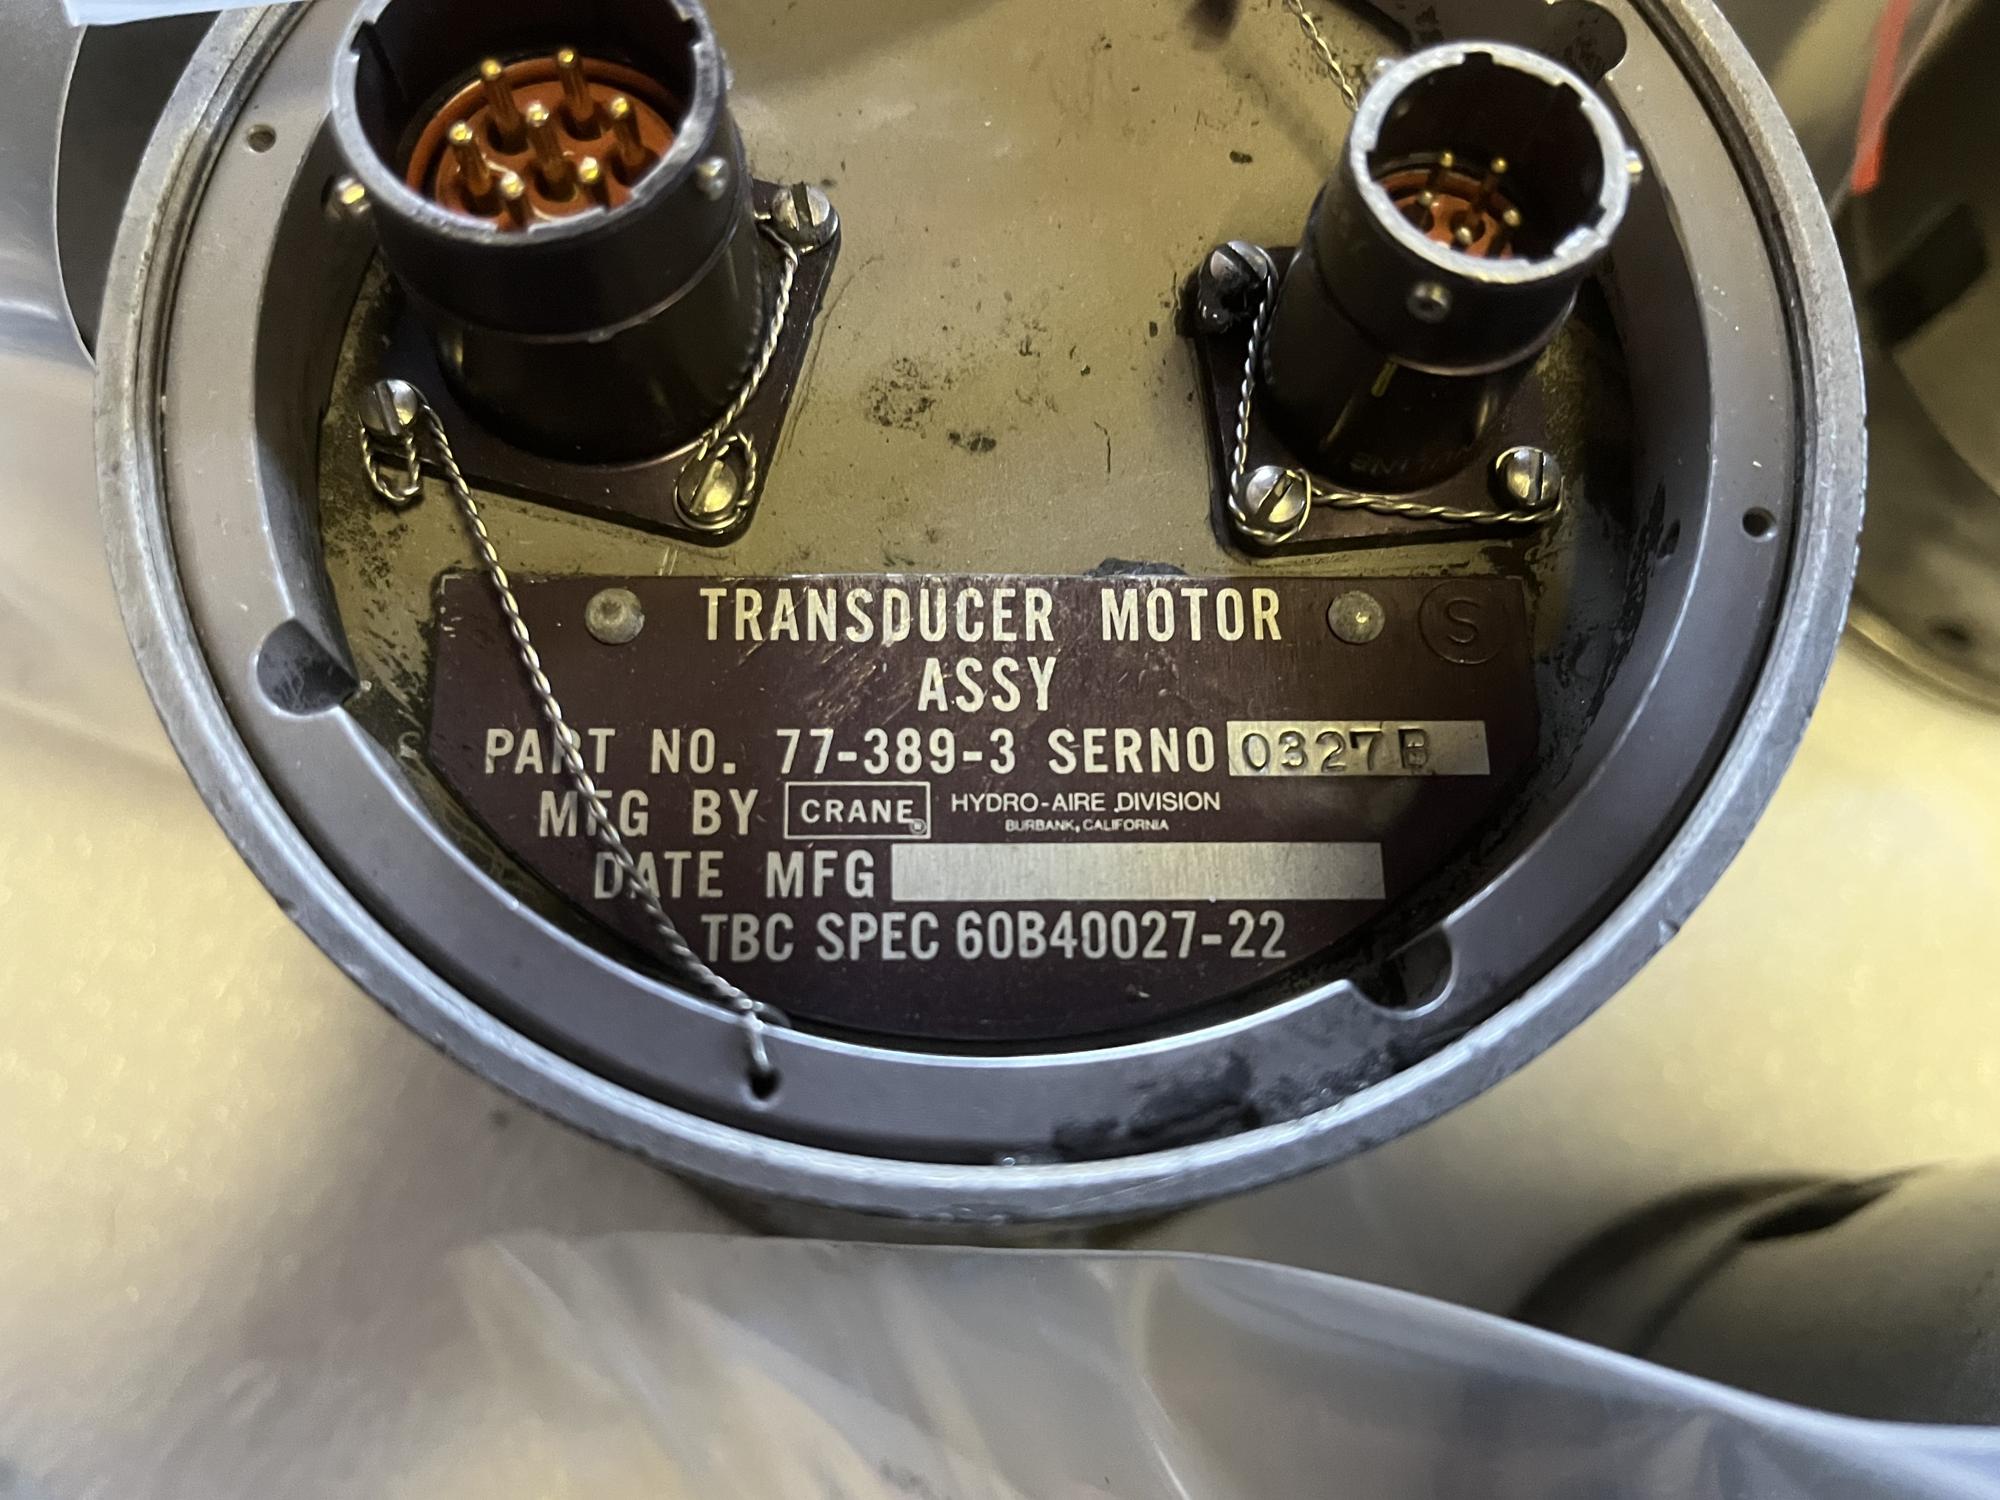 TRANSDUCER MOTOR S
ASSY
PART NO. 77-389-3 SERNO 0327B
MFG BY CRANE® HYDRO-AIRE DIVISION
BURBANK, CALIFORNIA
DATE MFG
TBC SPEC 60B40027-22